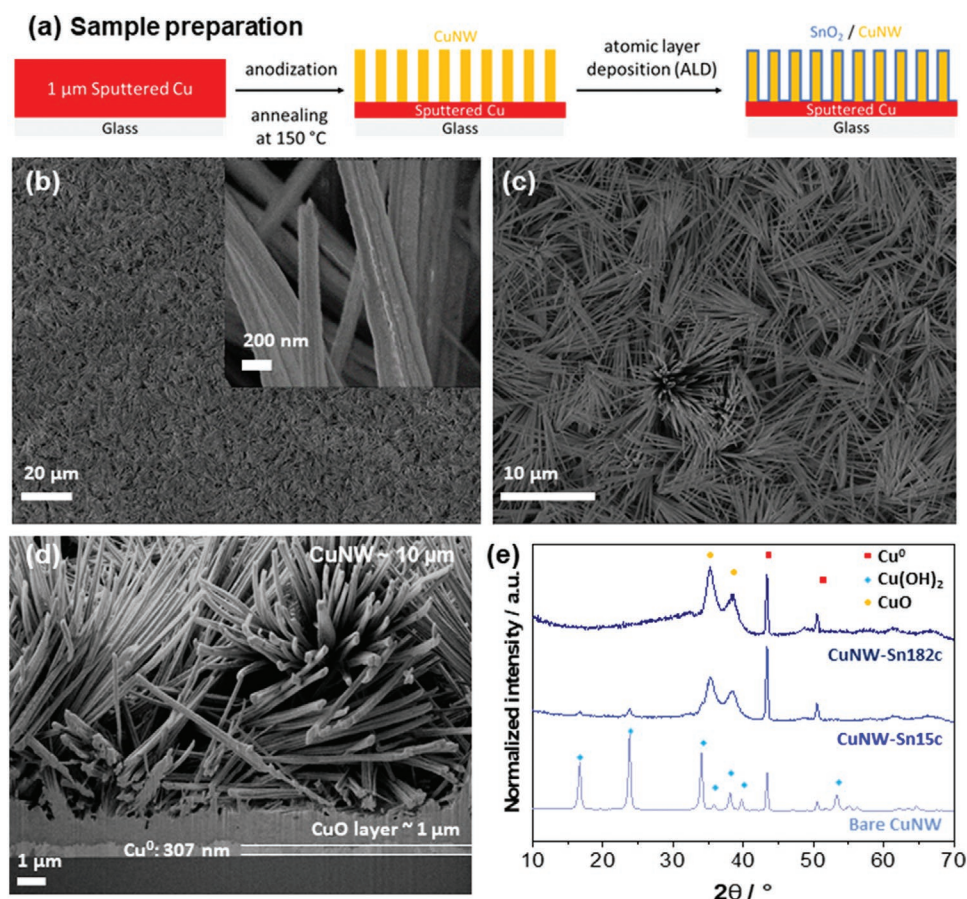 (a) Sample preparation
1 µm Sputtered Cu
Glass
anodization
annealing
at 150 °C
CuNW
Sputtered Cu
Glass
atomic layer
deposition (ALD)
SnO₂ / CuNW
Sputtered Cu
Glass
(b)
200 nm
20 µm
(c)
10 µm
(d)
CuNW ~ 10 µm
CuO layer ~ 1 µm
Cu⁰: 307 nm
1 µm
(e)
Cu⁰
Cu(OH)₂
CuO
CuNW-Sn182c
CuNW-Sn15c
Bare CuNW
Normalized intensity / a.u.
10 20 30 40 50 60 70
2θ / °